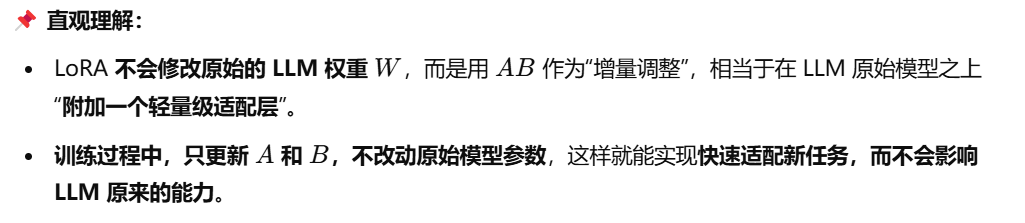 📌 直观理解：
• LoRA 不会修改原始的 LLM 权重 W，而是用 AB 作为“增量调整”，相当于在 LLM 原始模型之上
“附加一个轻量级适配层”。
• 训练过程中，只更新 A 和 B，不改动原始模型参数，这样就能实现快速适配新任务，而不会影响
LLM 原来的能力。